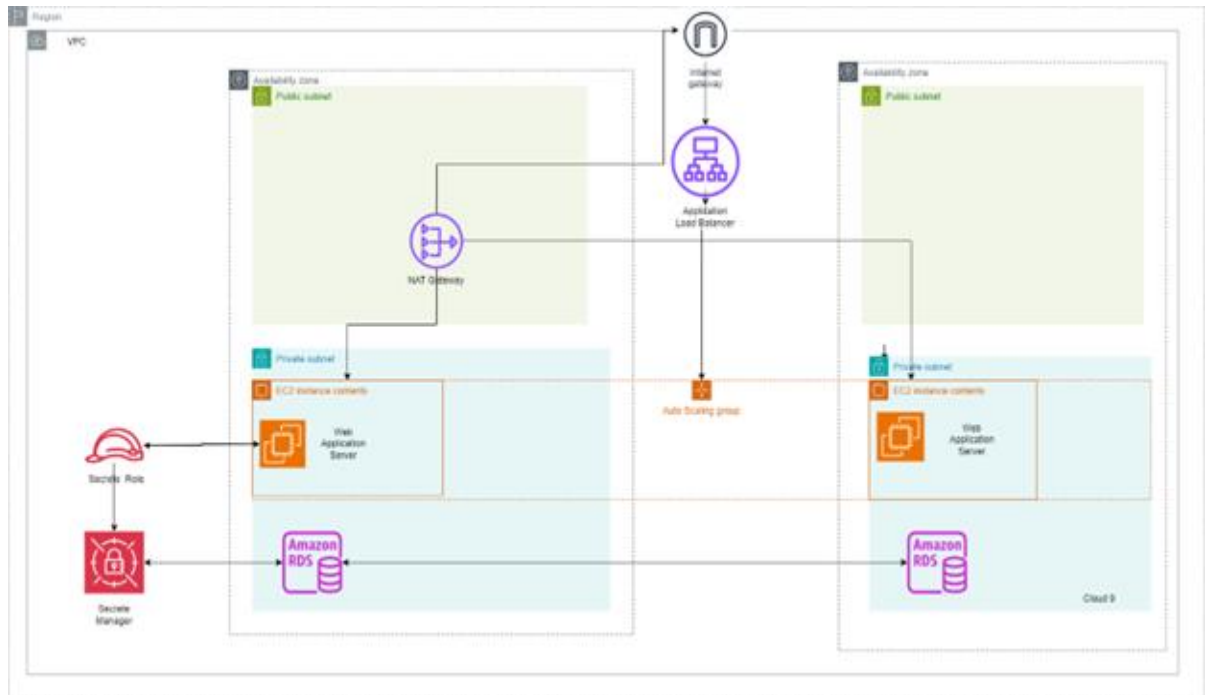 Region
VPC
Availability zone
Public subnet
Internet
gateway
Availability zone
Public subnet
Application
Load Balancer
NAT Gateway
Private subnet
EC2 instance contents
Web
Application
Server
Auto Scaling group
Private subnet
EC2 instance contents
Web
Application
Server
Secrete Role
Amazon
RDS
Amazon
RDS
Secrete
Manager
Cloud 9